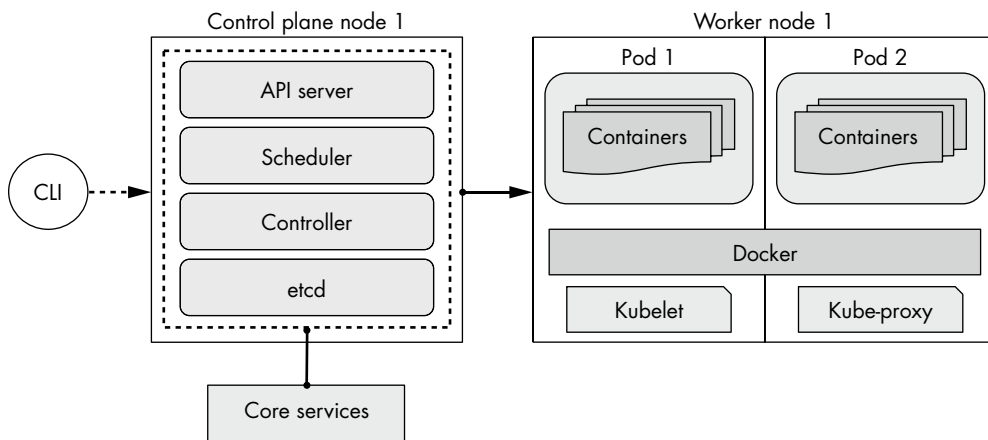 Control plane node 1
API server
Scheduler
Controller
etcd
CLI
Core services
Worker node 1
Pod 1
Pod 2
Containers
Containers
Docker
Kubelet
Kube-proxy